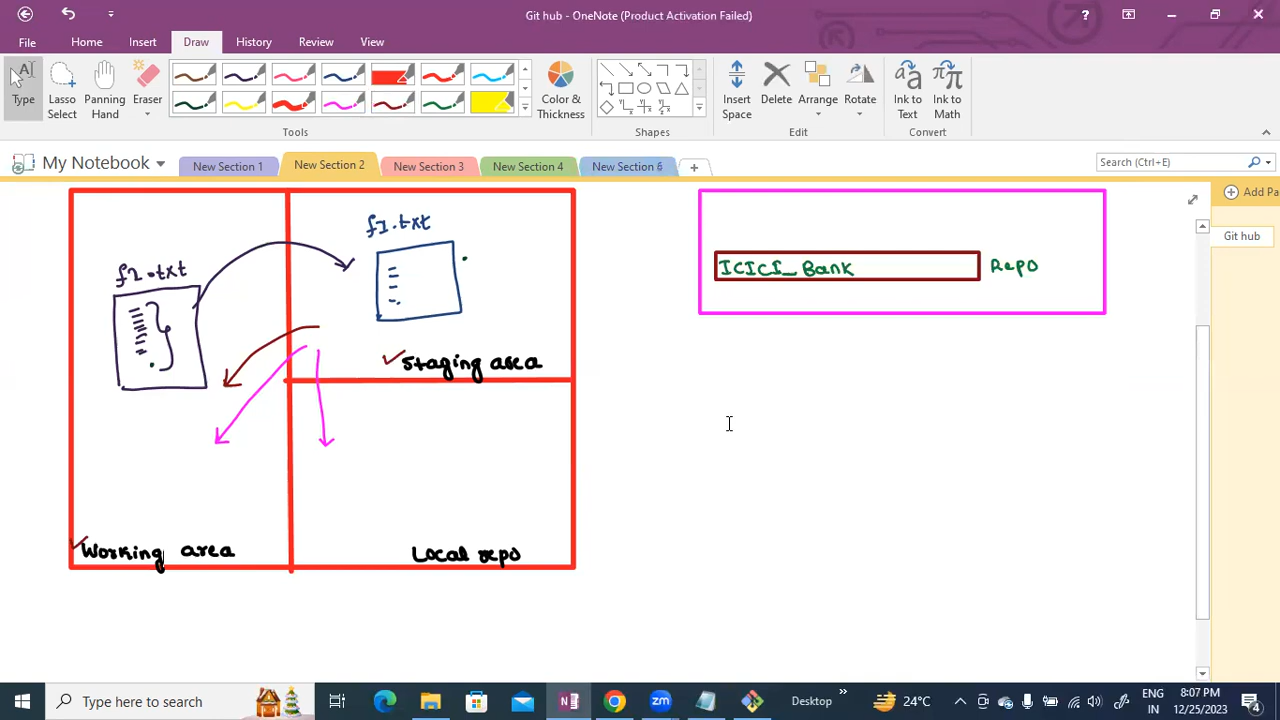 Git hub - OneNote (Product Activation Failed)
File Home Insert Draw History Review View
Type
Lasso Select
Panning Hand
Eraser
Color & Thickness
Insert Space
Delete
Arrange
Rotate
Ink to Text
Ink to Math
Tools
Shapes
Edit
Convert
My Notebook
New Section 1
New Section 2
New Section 3
New Section 4
New Section 6
Search (Ctrl+E)
Add Pa
Git hub
f1.txt
f1.txt
ICICI_Bank Repo
Staging area
Working area
Local repo
Type here to search
Desktop
24°C
ENG
IN
8:07 PM
12/25/2023
4